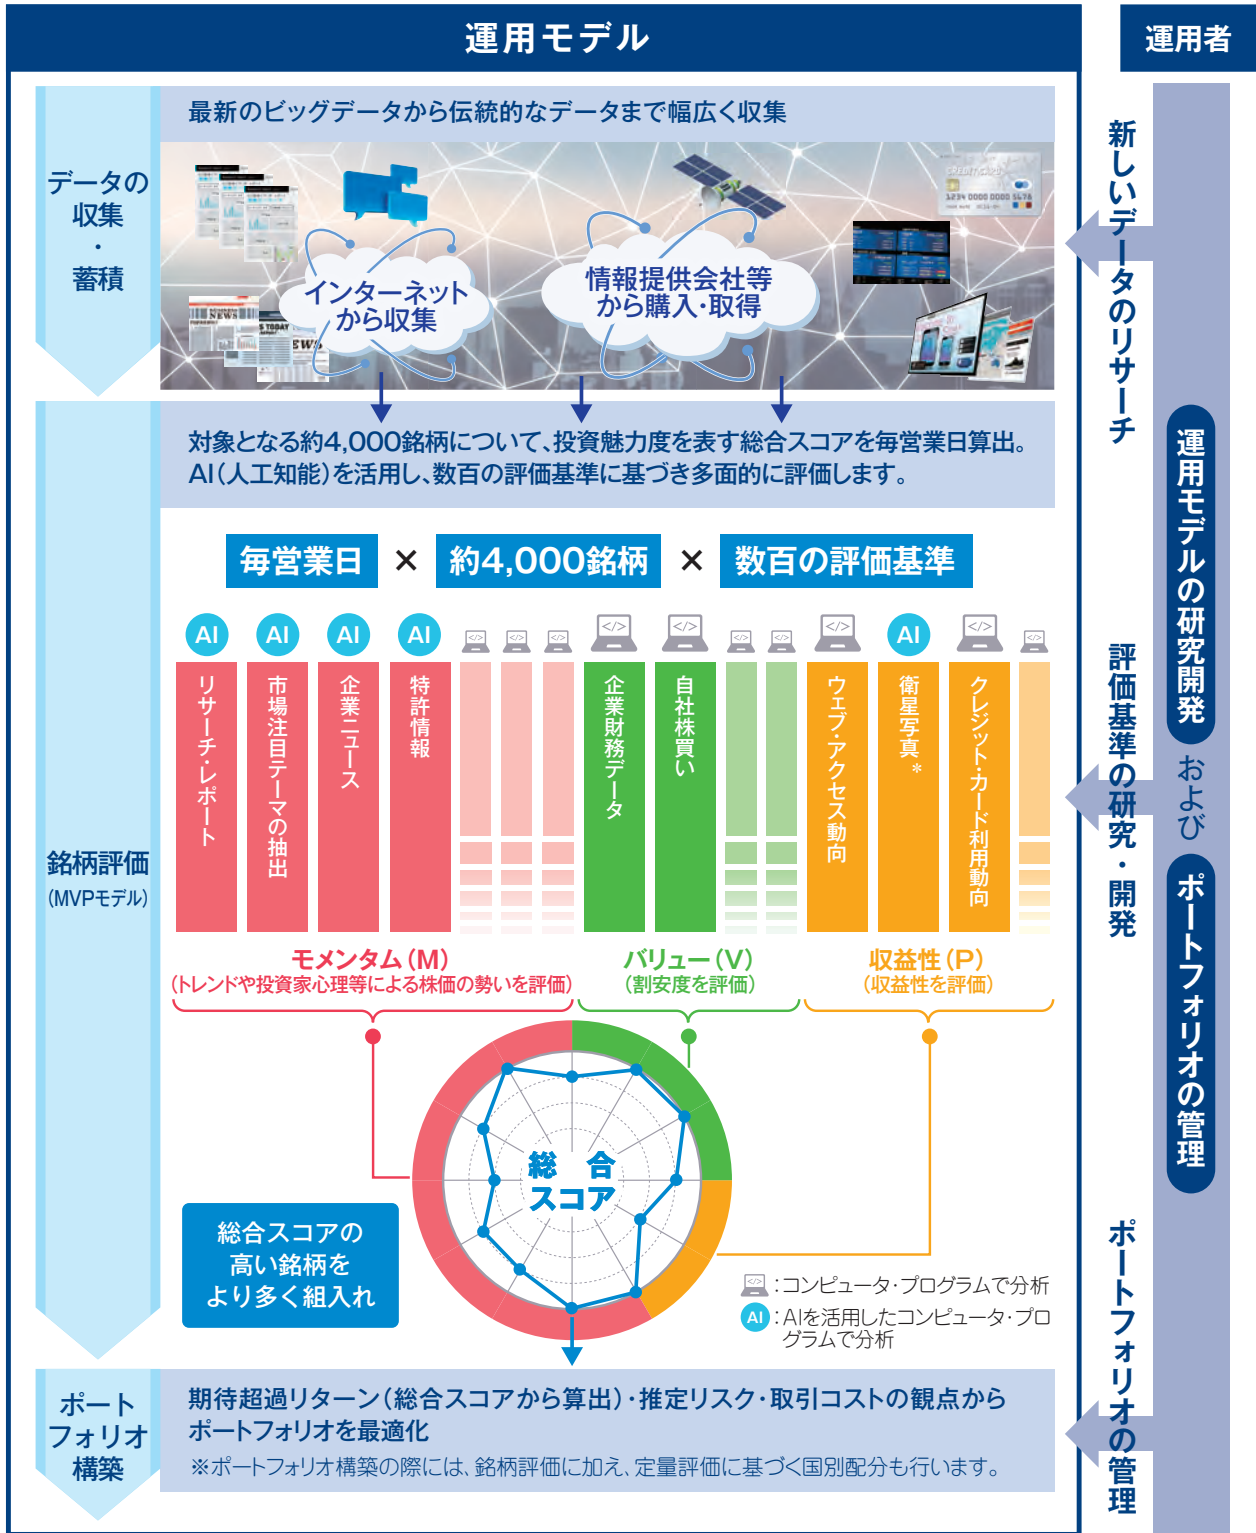 運用モデル
運用者
データの
収集
・
蓄積
最新のビッグデータから伝統的なデータまで幅広く収集
CREDIT CARD
1234 0000 0000 5676
インターネット
から収集
情報提供会社等
から購入・取得
NEWS
S TODAY
EWS
新しいデータのリサーチ
対象となる約4,000銘柄について、投資魅力度を表す総合スコアを毎営業日算出。
AI(人工知能)を活用し、数百の評価基準に基づき多面的に評価します。
毎営業日 × 約4,000銘柄 × 数百の評価基準
銘柄評価
(MVPモデル)
AI
AI
AI
AI
</>
</>
</>
</>
</>
</>
</>
</>
AI
</>
</>
リサーチ・レポート
市場注目テーマの抽出
企業ニュース
特許情報
企業財務データ
自社株買い
ウェブ・アクセス動向
衛星写真*
クレジット・カード利用動向
モメンタム(M)
(トレンドや投資家心理等による株価の勢いを評価)
バリュー(V)
(割安度を評価)
収益性(P)
(収益性を評価)
総合
スコア
総合スコアの
高い銘柄を
より多く組入れ
</>:コンピュータ・プログラムで分析
AI:AIを活用したコンピュータ・プロ
グラムで分析
評価基準の研究・開発
運用モデルの研究開発
および
ポートフォリオの管理
ポート
フォリオ
構築
期待超過リターン(総合スコアから算出)・推定リスク・取引コストの観点から
ポートフォリオを最適化
※ポートフォリオ構築の際には、銘柄評価に加え、定量評価に基づく国別配分も行います。
ポートフォリオの管理